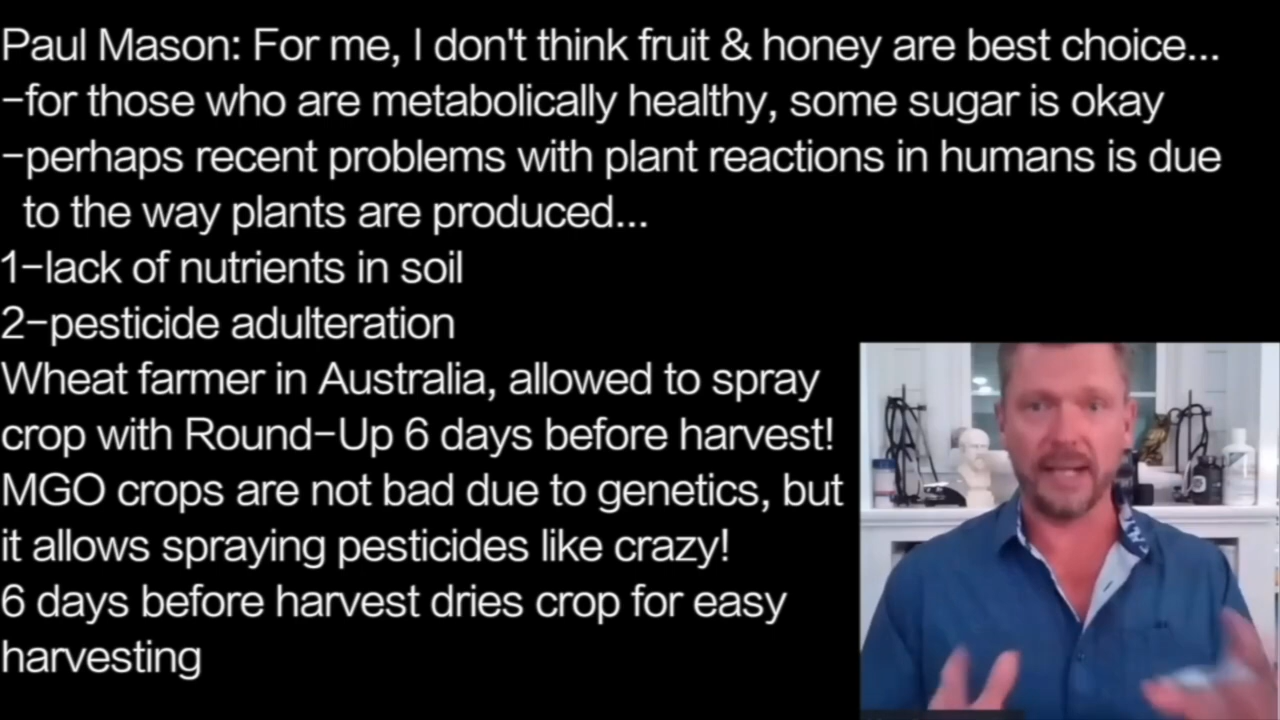 Paul Mason: For me, I don't think fruit & honey are best choice...
-for those who are metabolically healthy, some sugar is okay
-perhaps recent problems with plant reactions in humans is due
to the way plants are produced...
1-lack of nutrients in soil
2-pesticide adulteration
Wheat farmer in Australia, allowed to spray
crop with Round-Up 6 days before harvest!
MGO crops are not bad due to genetics, but
it allows spraying pesticides like crazy!
6 days before harvest dries crop for easy
harvesting